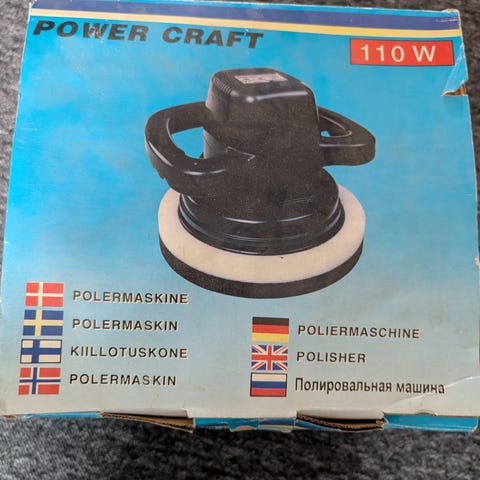 POWER CRAFT
110 W
POLERMASKINE
POLERMASKIN
KIILLOTUSKONE
POLERMASKIN
POLIERMASCHINE
POLISHER
Полировальная машина